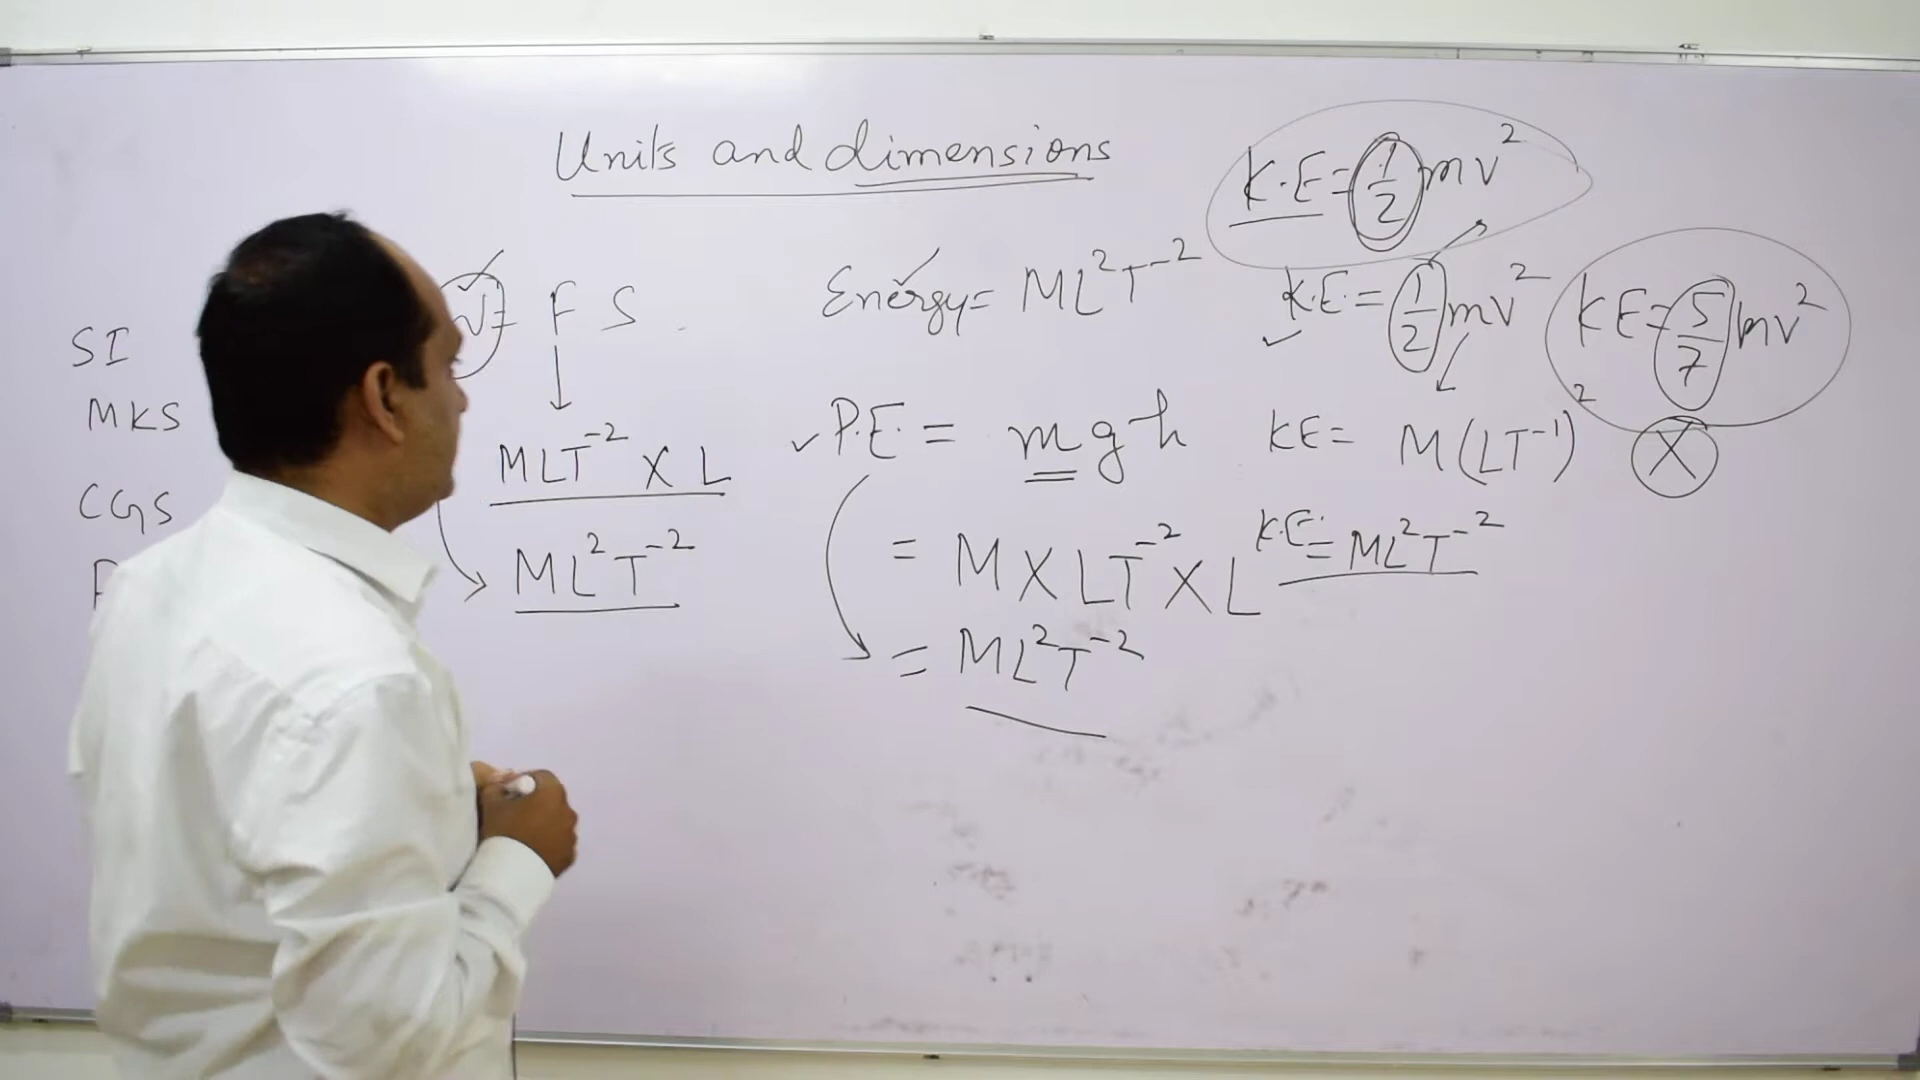 Units and dimensions
K.E = 1/2 mv²
SI
MKS
CGS
W = F S
MLT⁻² X L
ML²T⁻²
Energy = ML²T⁻²
P.E. = mgh
= M X LT⁻² X L
= ML²T⁻²
K.E. = 1/2 mv²
KE = M(LT⁻¹)²
K.E. = ML²T⁻²
KE = 5/7 mv²
X